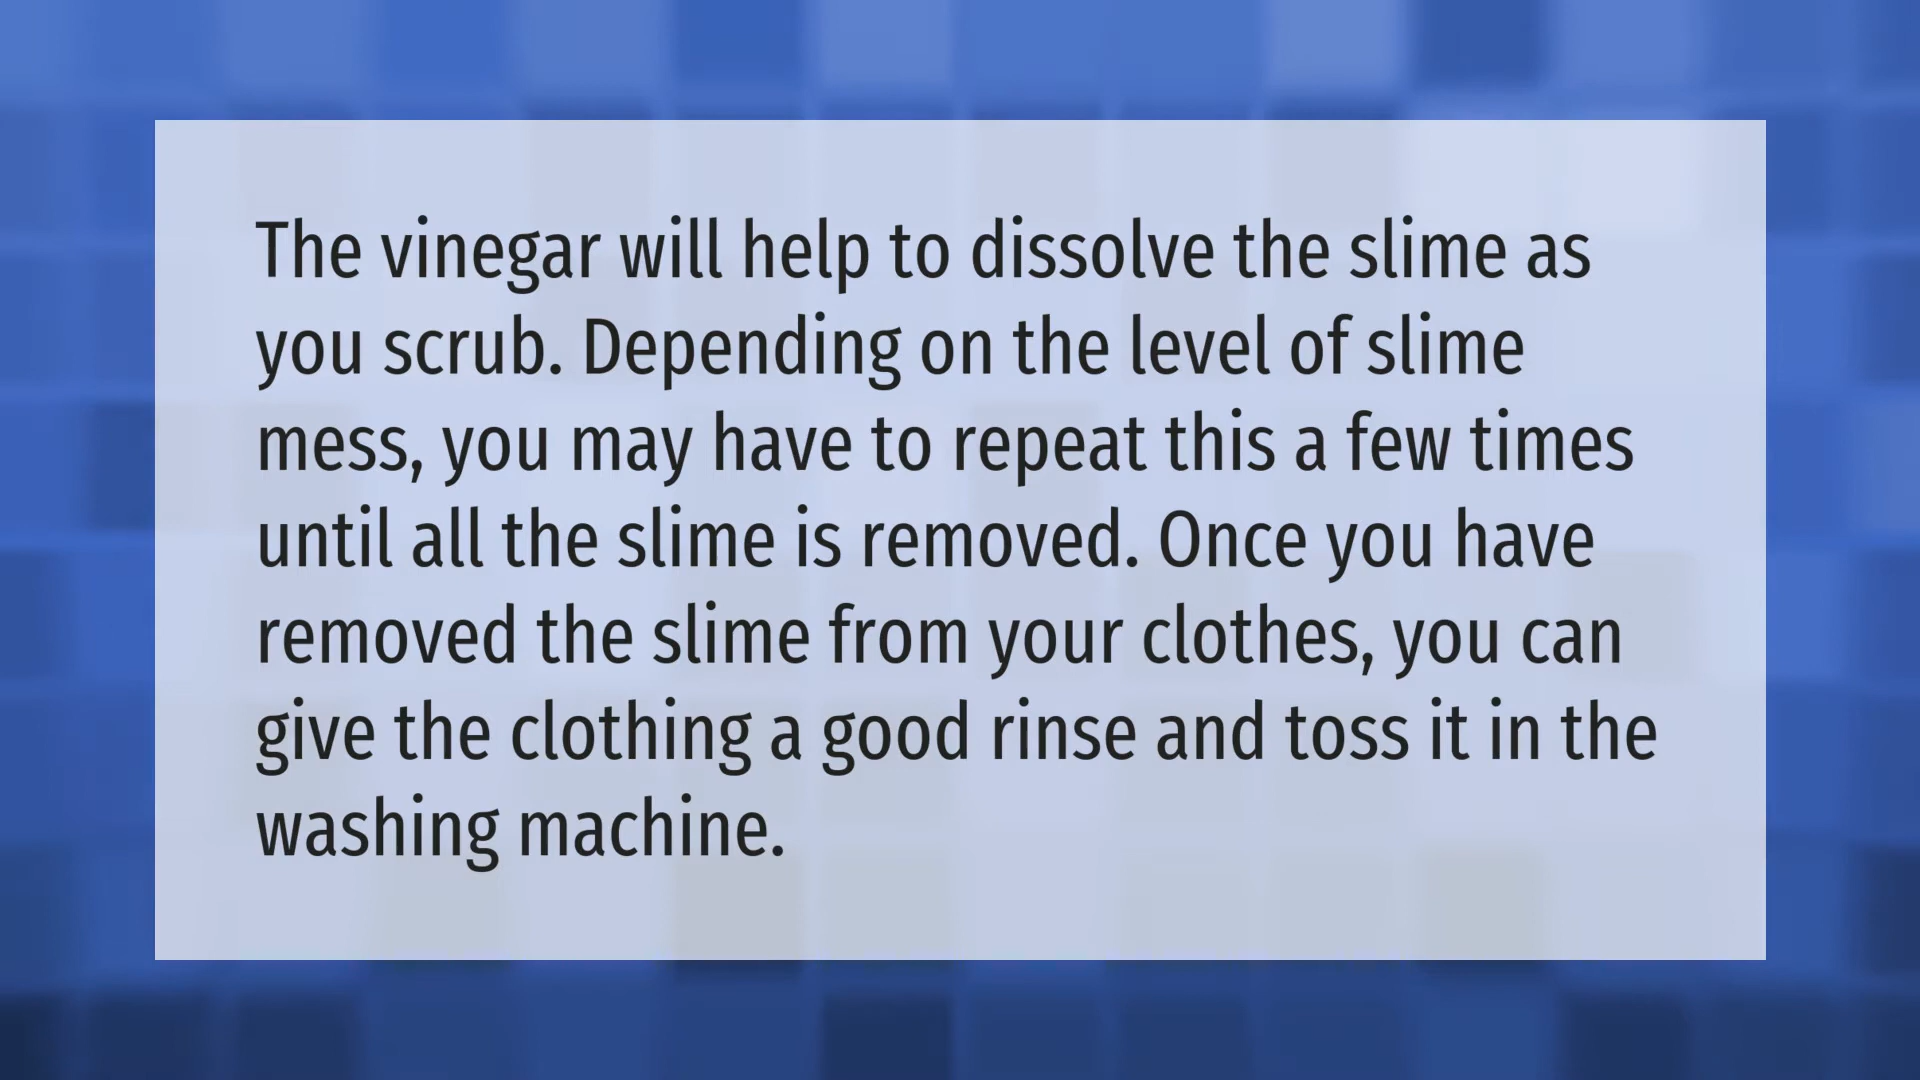 The vinegar will help to dissolve the slime as
you scrub. Depending on the level of slime
mess, you may have to repeat this a few times
until all the slime is removed. Once you have
removed the slime from your clothes, you can
give the clothing a good rinse and toss it in the
washing machine.